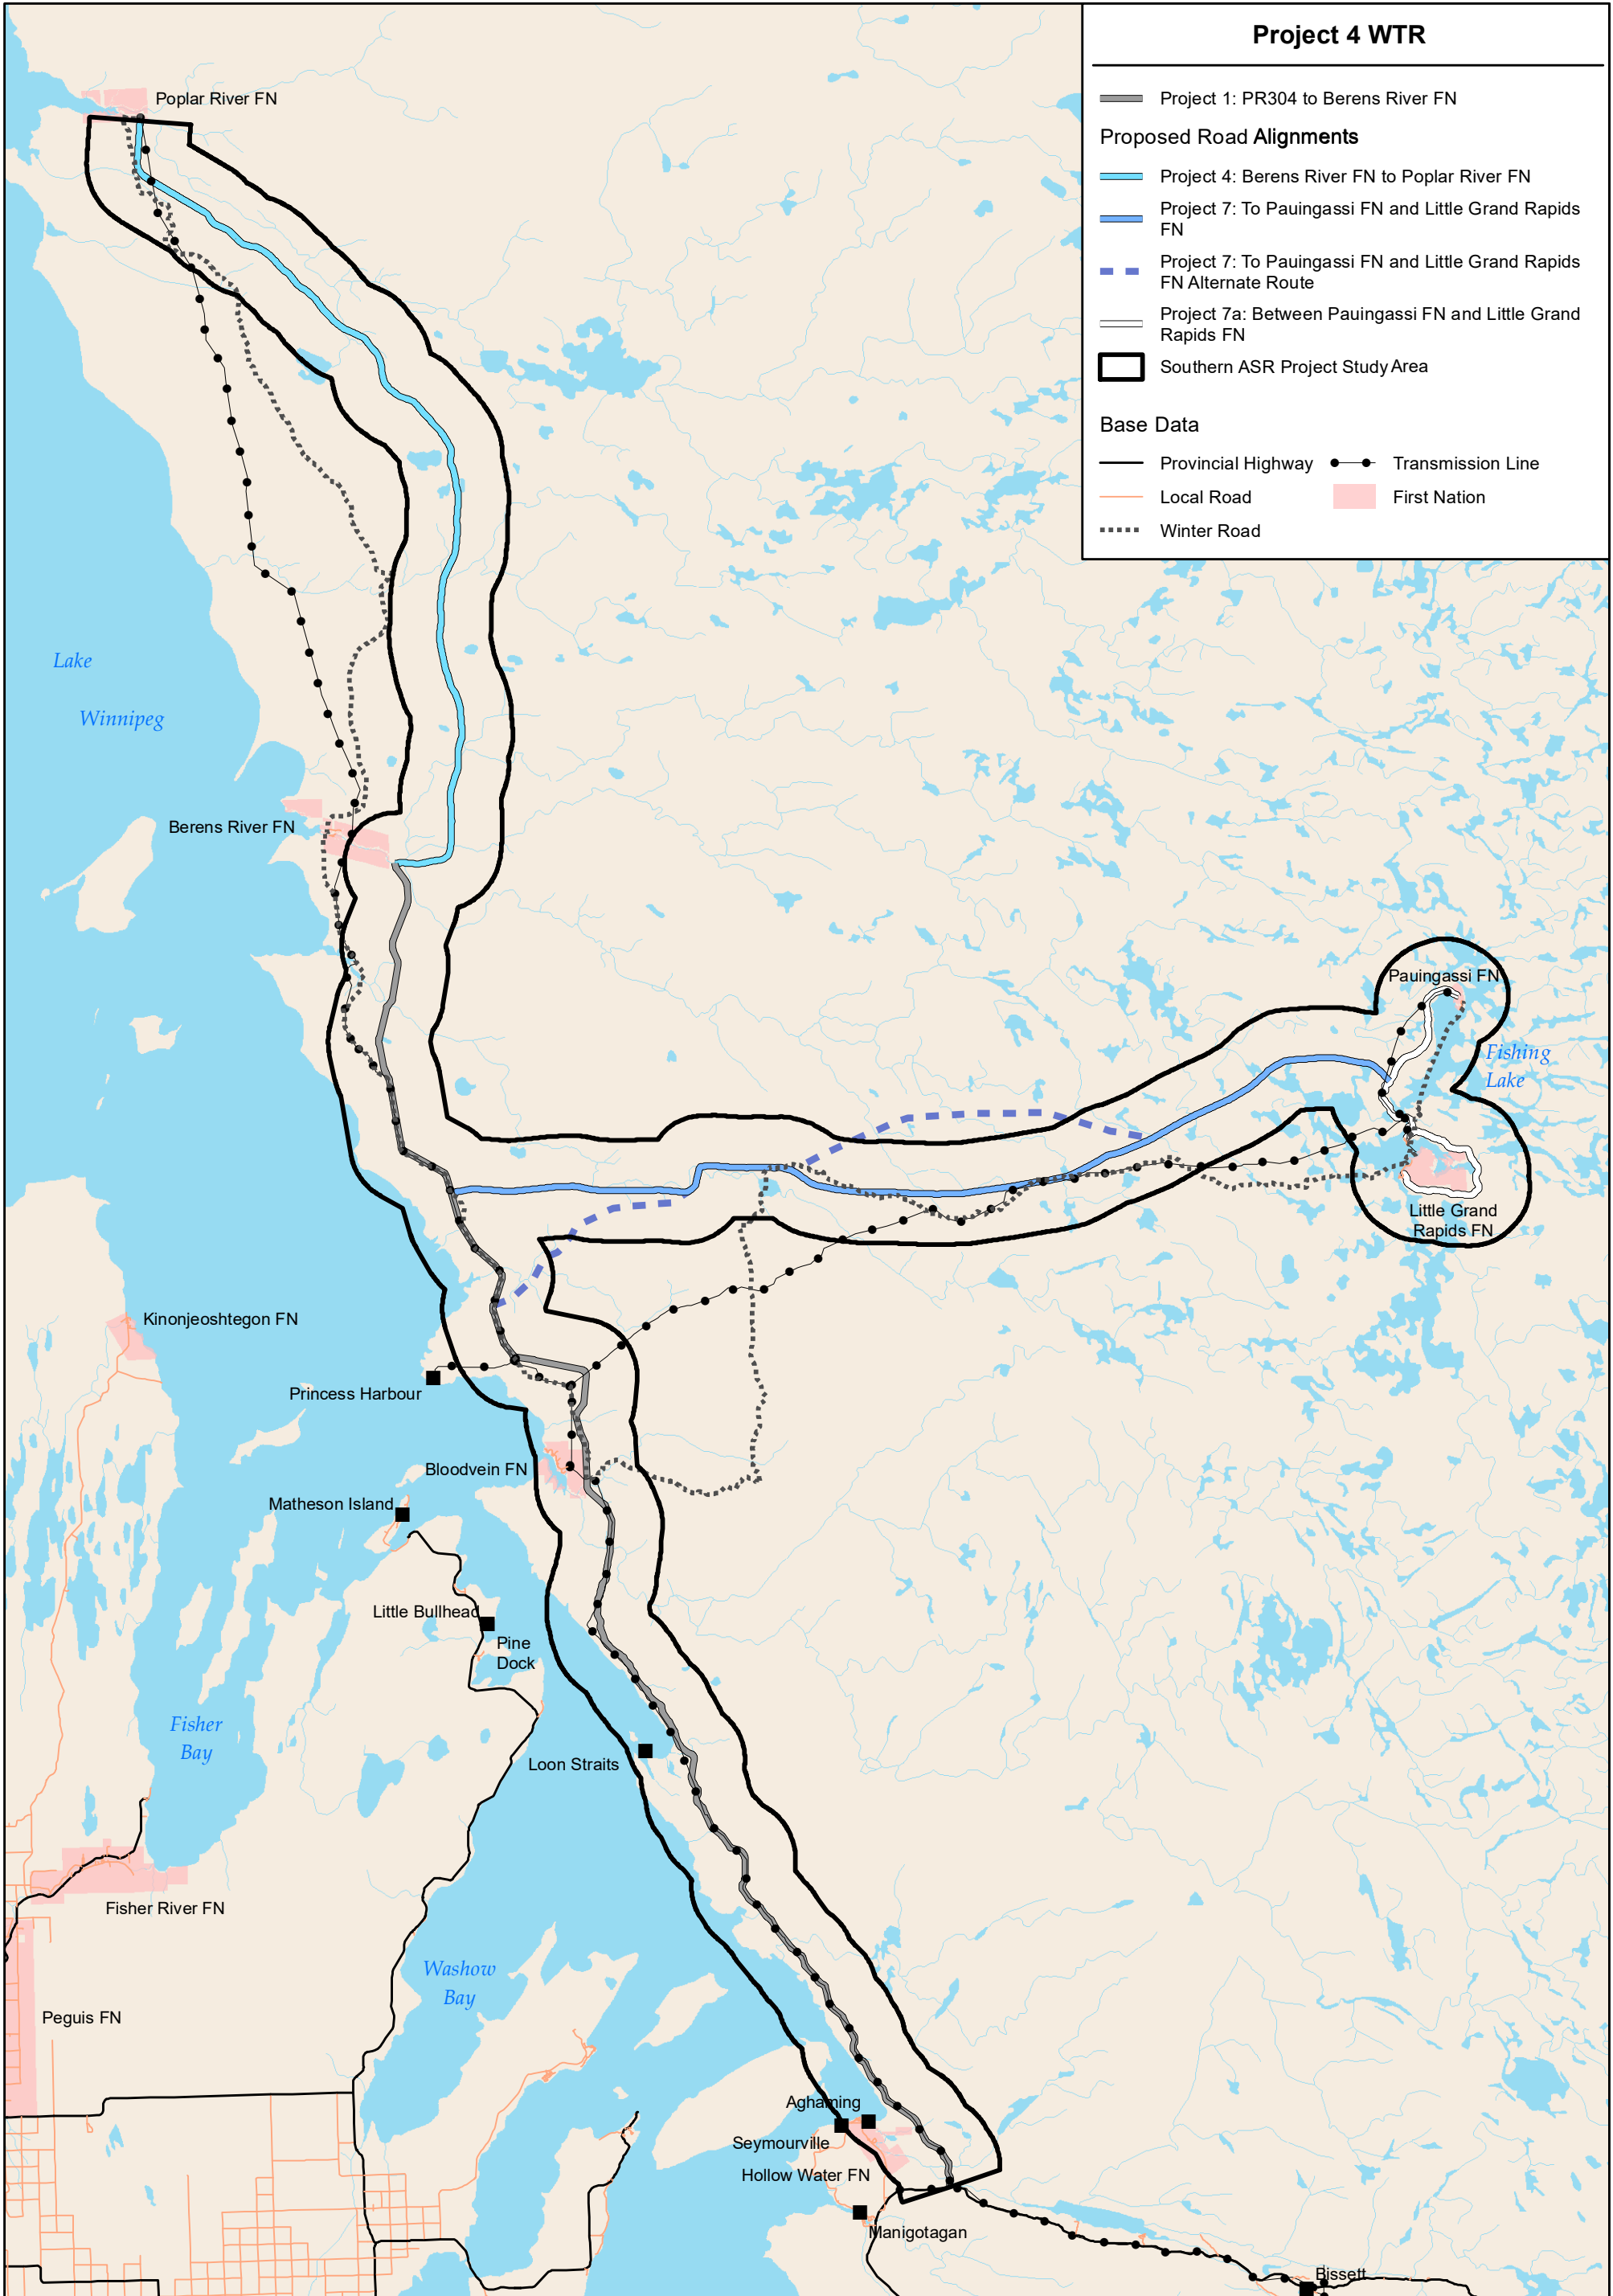 Project 4 WTR
Project 1: PR304 to Berens River FN
Proposed Road Alignments
Project 4: Berens River FN to Poplar River FN
Project 7: To Pauingassi FN and Little Grand Rapids
FN
Project 7: To Pauingassi FN and Little Grand Rapids
FN Alternate Route
Project 7a: Between Pauingassi FN and Little Grand
Rapids FN
Southern ASR Project Study Area
Base Data
Provincial Highway
Transmission Line
Local Road
First Nation
Winter Road
Poplar River FN
Lake
Winnipeg
Berens River FN
Pauingassi FN
Fishing
Lake
Little Grand
Rapids FN
Kinonjeoshtegon FN
Princess Harbour
Bloodvein FN
Matheson Island
Little Bullhead
Pine
Dock
Fisher
Bay
Loon Straits
Fisher River FN
Washow
Bay
Peguis FN
Aghaming
Seymourville
Hollow Water FN
Manigotagan
Bissett